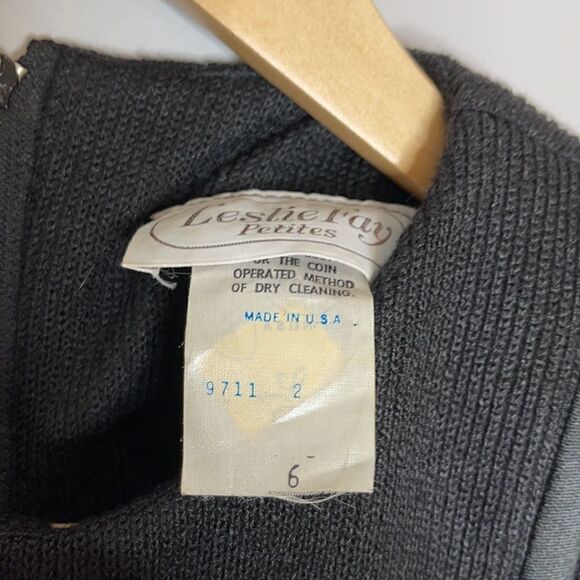 Leslie Fay
Petites
OR THE COIN
OPERATED METHOD
OF DRY CLEANING.
MADE IN U.S.A
9711 2
6